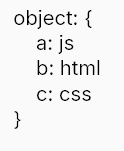 object: {
    a: js
    b: html
    c: css
}